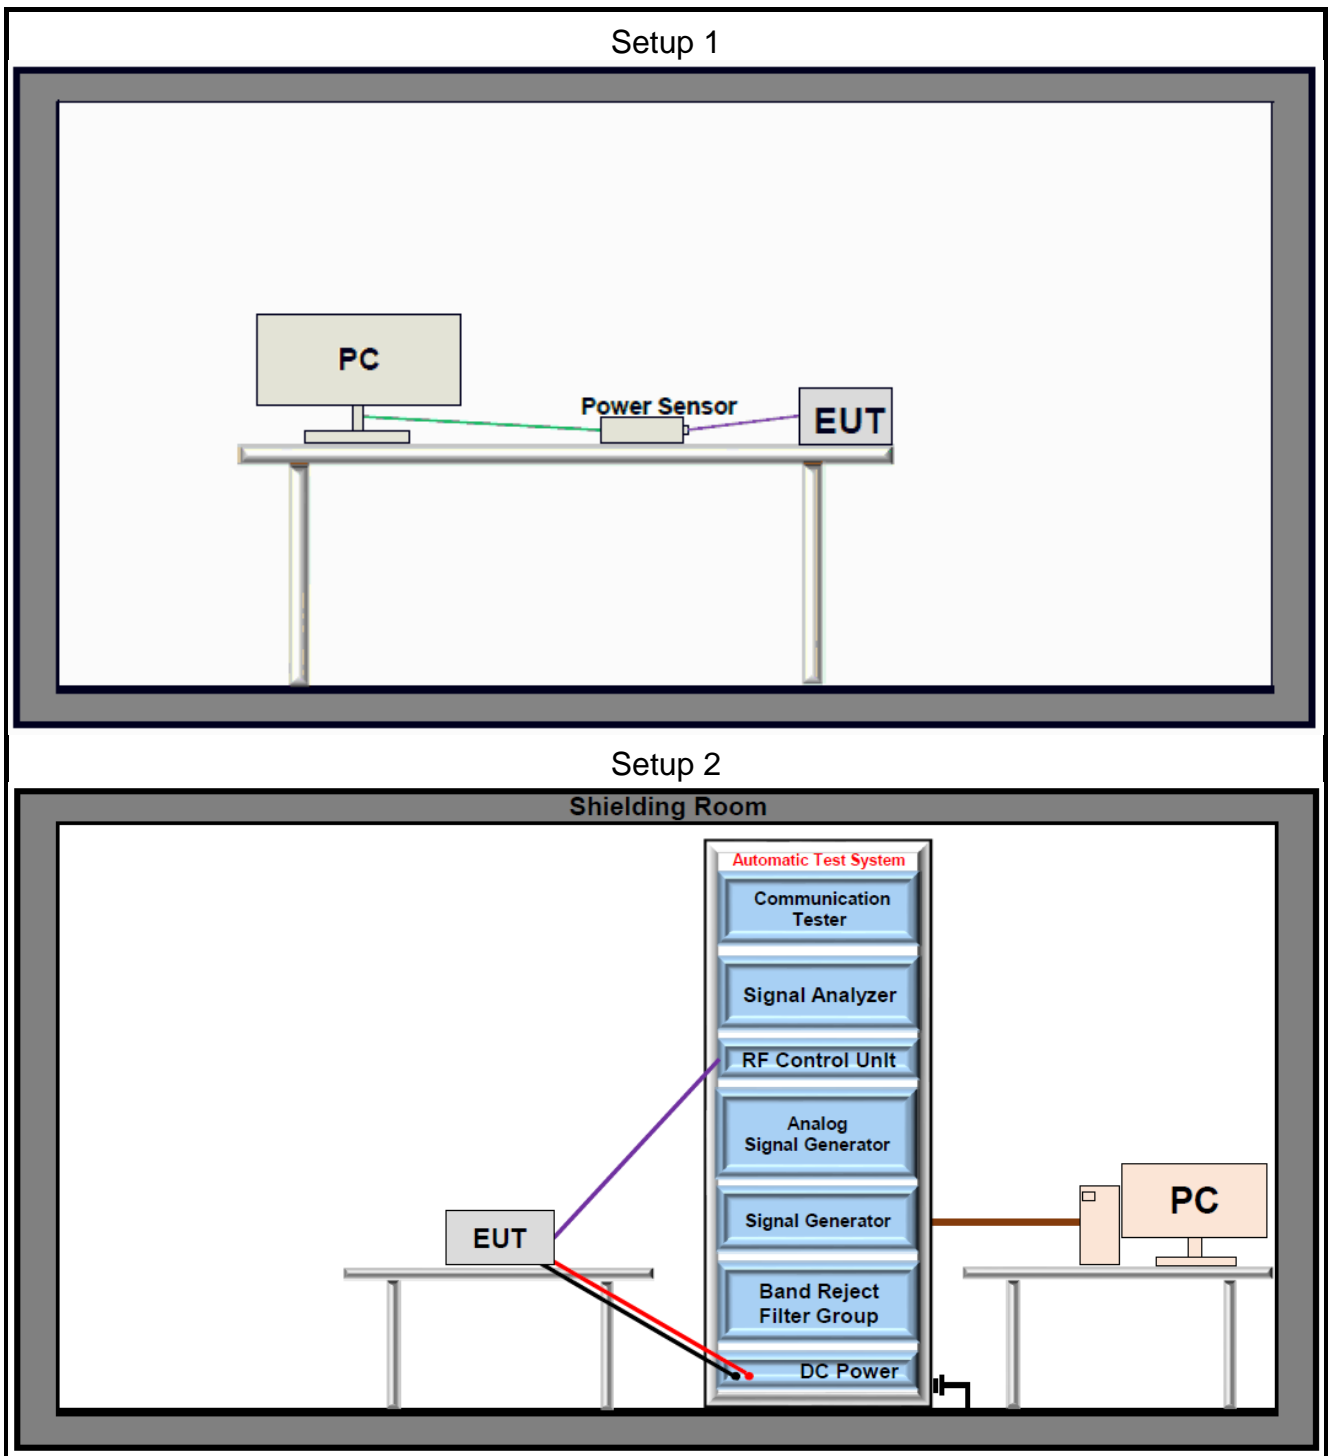 Setup 1
PC
Power Sensor
EUT
Setup 2
Shielding Room
Automatic Test System
Communication
Tester
Signal Analyzer
RF Control UnIt
Analog
Signal Generator
Signal Generator
Band Reject
Filter Group
DC Power
EUT
PC